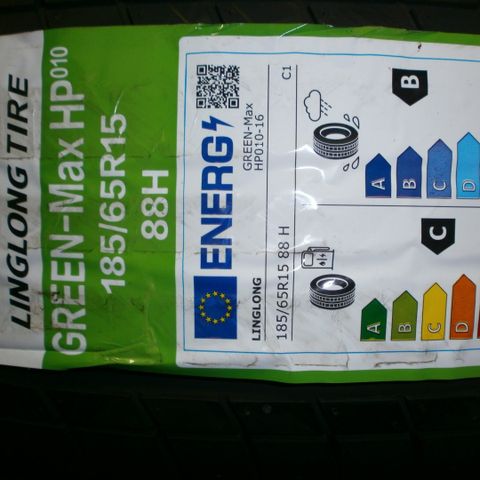 LINGLONG TIRE
GREEN-Max HP010
185/65R15
88H
ENERG
LINGLONG
GREEN-Max
HP010-16
185/65R15 88 H
C1
C
A
B
C
D
B
A
B
C
D